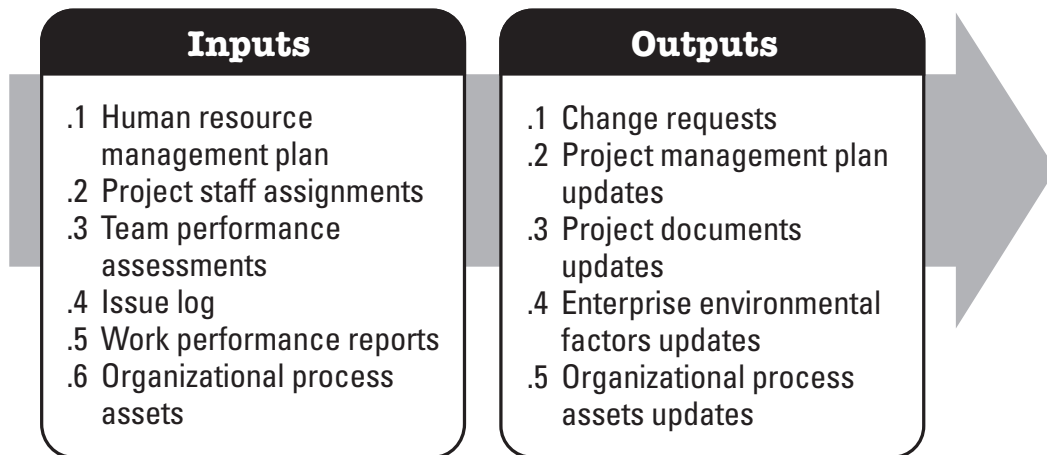 Inputs
.1 Human resource
management plan
.2 Project staff assignments
.3 Team performance
assessments
.4 Issue log
.5 Work performance reports
.6 Organizational process
assets
Outputs
.1 Change requests
.2 Project management plan
updates
.3 Project documents
updates
.4 Enterprise environmental
factors updates
.5 Organizational process
assets updates